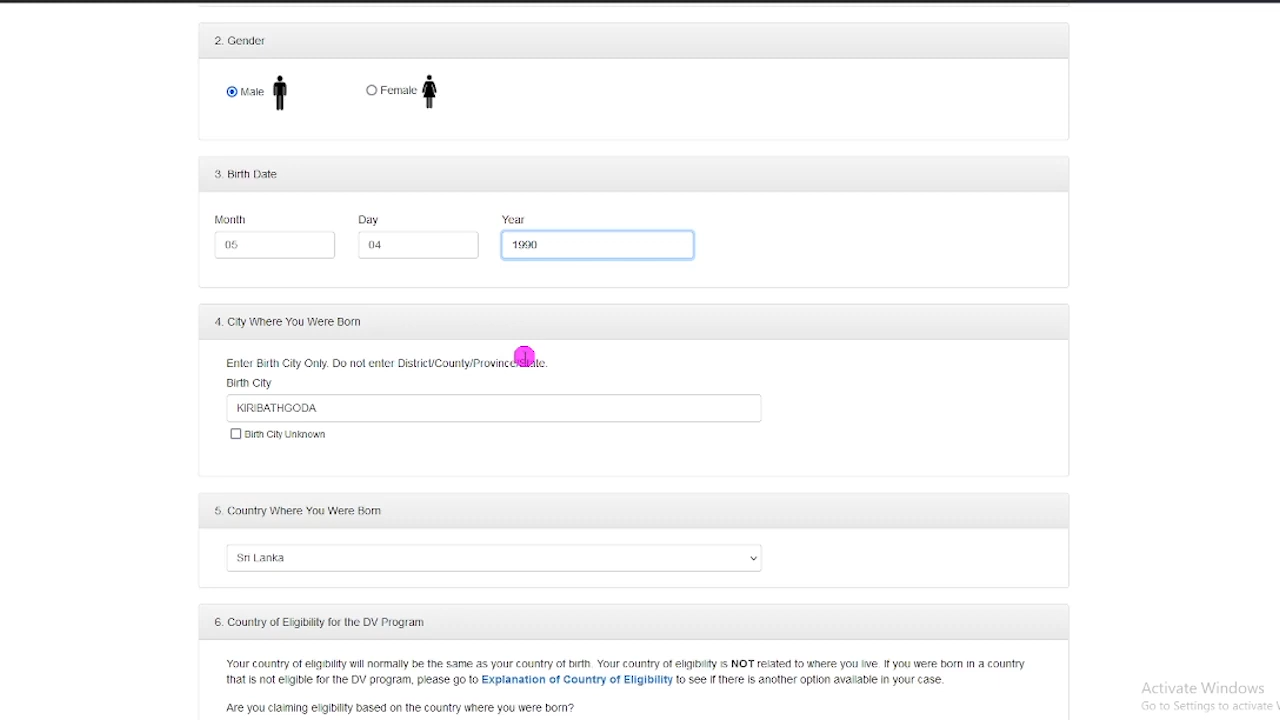 2. Gender
Male
Female
3. Birth Date
Month Day Year
05 04 1990
4. City Where You Were Born
Enter Birth City Only. Do not enter District/County/Province/State.
Birth City
KIRIBATHGODA
Birth City Unknown
5. Country Where You Were Born
Sri Lanka
6. Country of Eligibility for the DV Program
Your country of eligibility will normally be the same as your country of birth. Your country of eligibility is NOT related to where you live. If you were born in a country
that is not eligible for the DV program, please go to Explanation of Country of Eligibility to see if there is another option available in your case.
Are you claiming eligibility based on the country where you were born?
Activate Windows
Go to Settings to activate